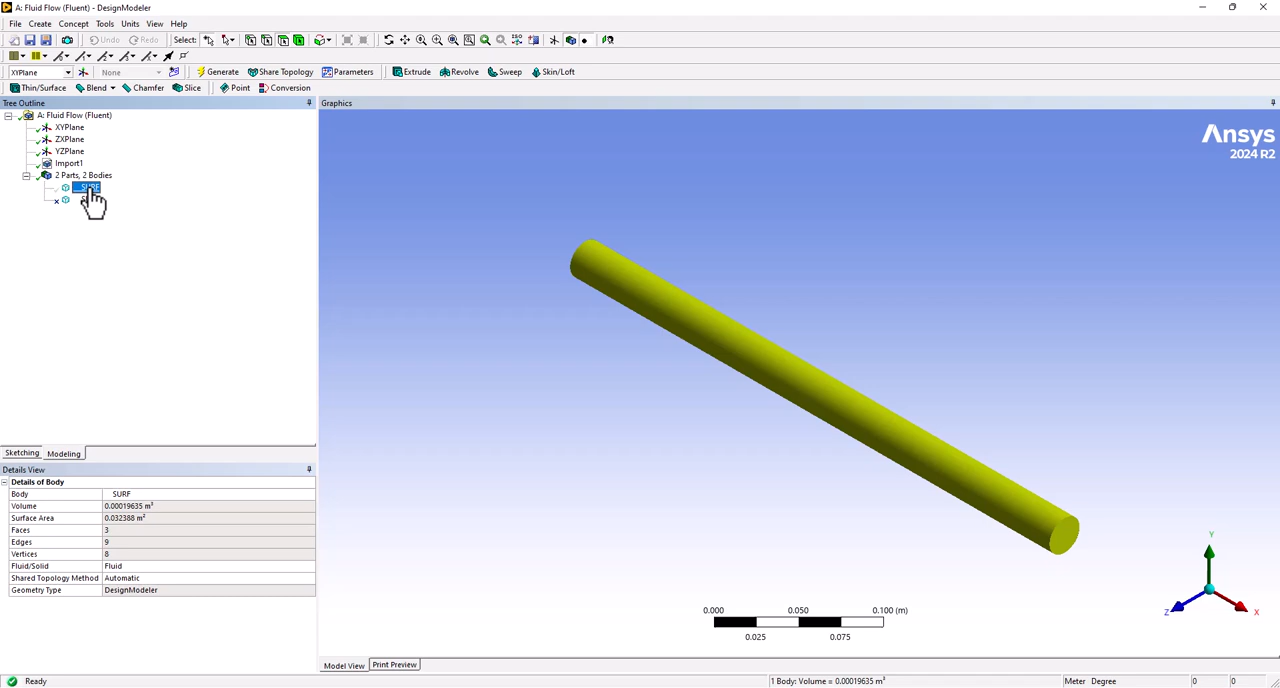 A: Fluid Flow (Fluent) - DesignModeler
File Create Concept Tools Units View Help
Undo Redo Select:
XYPlane None Generate Share Topology Parameters Extrude Revolve Sweep Skin/Loft
Thin/Surface Blend Chamfer Slice Point Conversion
Tree Outline
A: Fluid Flow (Fluent)
XYPlane
ZXPlane
YZPlane
Import1
2 Parts, 2 Bodies
SURF
Sketching Modeling
Details View
Details of Body
Body SURF
Volume 0.00019635 m³
Surface Area 0.032388 m²
Faces 3
Edges 9
Vertices 8
Fluid/Solid Fluid
Shared Topology Method Automatic
Geometry Type DesignModeler
Graphics
Ansys
2024 R2
Y
Z
X
0.000 0.050 0.100 (m)
0.025 0.075
Model View Print Preview
Ready 1 Body: Volume = 0.00019635 m³ Meter Degree 0 0